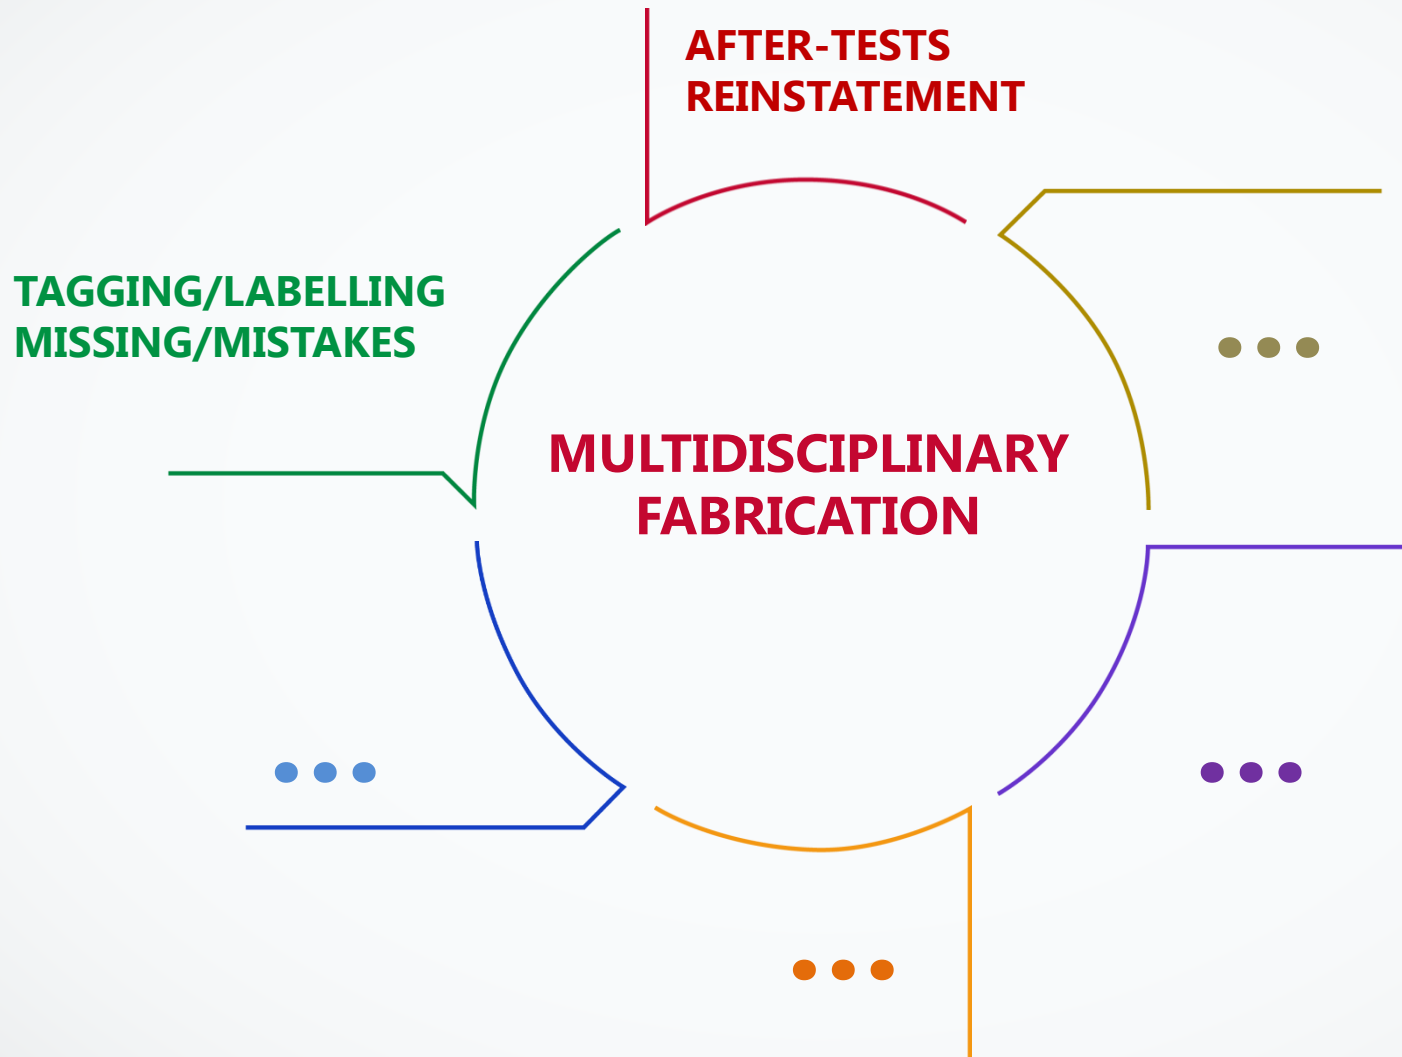 AFTER-TESTS
REINSTATEMENT
TAGGING/LABELLING
MISSING/MISTAKES
MULTIDISCIPLINARY
FABRICATION